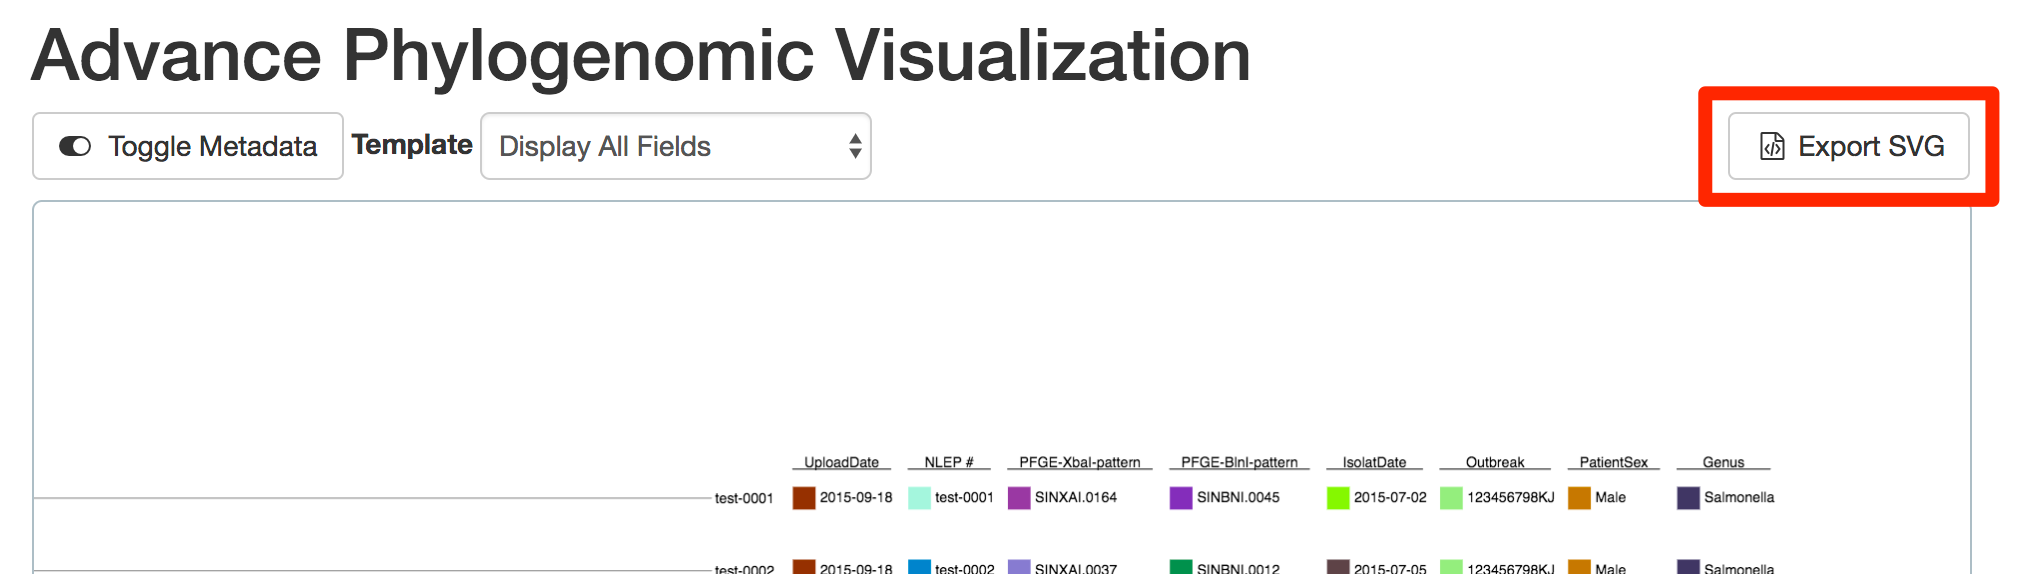 Advance Phylogenomic Visualization
Toggle Metadata Template Display All Fields Export SVG
UploadDate NLEP # PFGE-XbaI-pattern PFGE-BlnI-pattern IsolatDate Outbreak PatientSex Genus
test-0001 2015-09-18 test-0001 SINXAI.0164 SINBNI.0045 2015-07-02 123456798KJ Male Salmonella
test-0002 2015-09-18 test-0002 SINXAI.0037 SINBNI.0012 2015-07-05 123456798KJ Male Salmonella